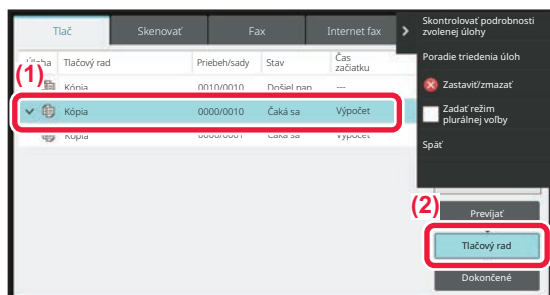 Tlač Skenovať Fax Internet fax
Skontrolovať podrobnosti
zvolenej úlohy
Poradie triedenia úloh
Zastaviť/zmazať
Zadať režim
plurálnej voľby
Späť
(1)
Úloha Tlačový rad Priebeh/sady Stav Čas
začiatku
Kópia 0010/0010 Došiel pap ---
Kópia 0000/0010 Čaká sa Výpočet
Kópia 0000/0001 Čaká sa Výpočet
(2)
Prevíjať
Tlačový rad
Dokončené